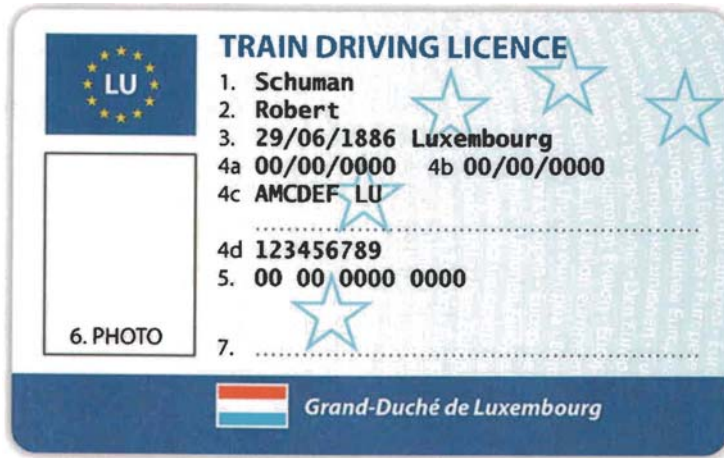 LU
TRAIN DRIVING LICENCE
1. Schuman
2. Robert
3. 29/06/1886 Luxembourg
4a 00/00/0000 4b 00/00/0000
4c AMCDEF LU
4d 123456789
5. 00 00 0000 0000
6. PHOTO
7.
Grand-Duché de Luxembourg